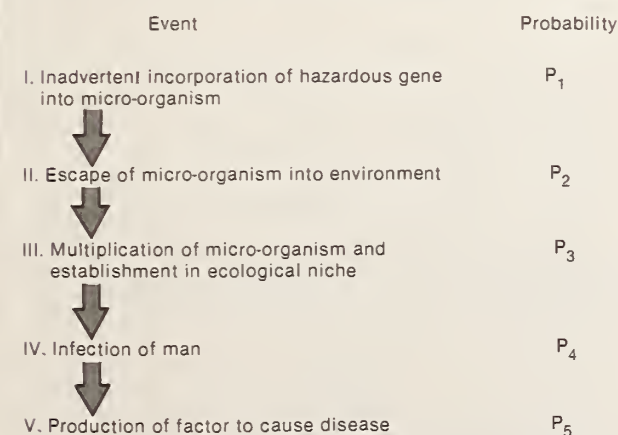 Event Probability
I. Inadvertent incorporation of hazardous gene P₁
into micro-organism
II. Escape of micro-organism into environment P₂
III. Multiplication of micro-organism and P₃
establishment in ecological niche
IV. Infection of man P₄
V. Production of factor to cause disease P₅